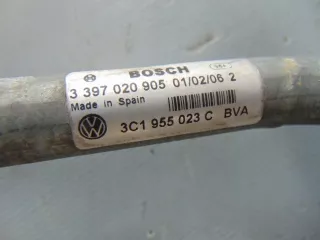 BOSCH
3 397 020 905 01/02/06 2
Made in Spain
3C1 955 023 C BVA